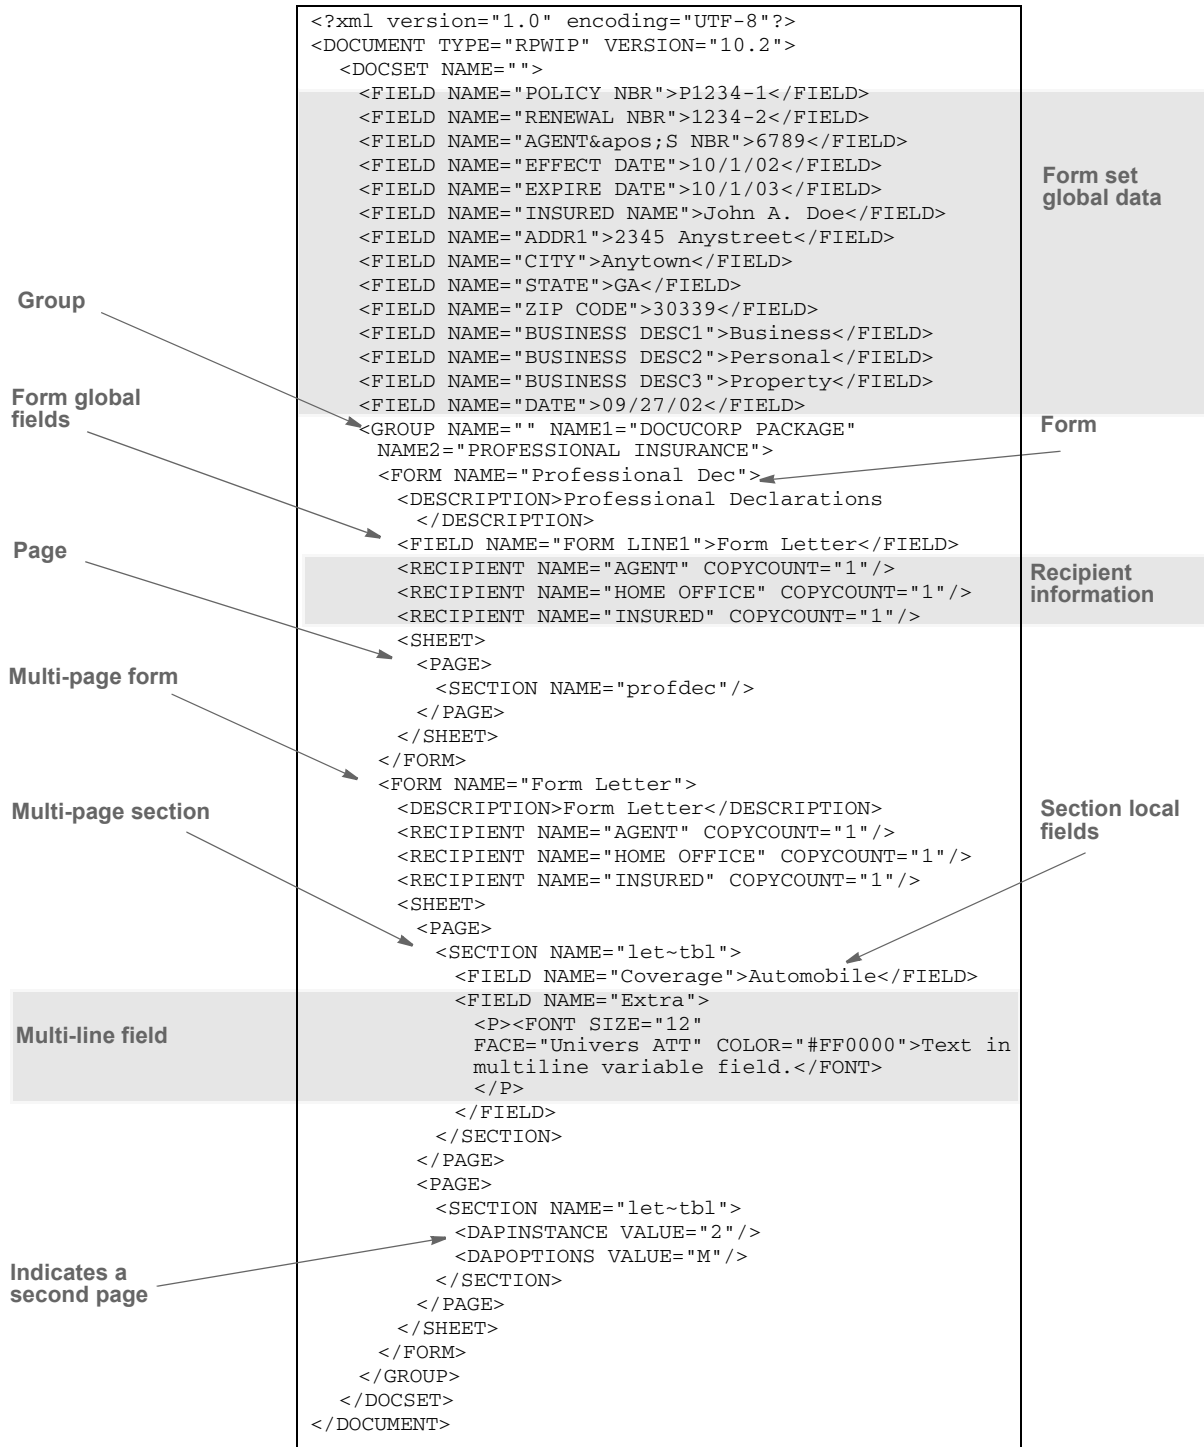 <?xml version="1.0" encoding="UTF-8"?>
<DOCUMENT TYPE="RPWIP" VERSION="10.2">
<DOCSET NAME="">
<FIELD NAME="POLICY NBR">P1234-1</FIELD>
<FIELD NAME="RENEWAL NBR">1234-2</FIELD>
<FIELD NAME="AGENT&apos;S NBR">6789</FIELD>
<FIELD NAME="EFFECT DATE">10/1/02</FIELD>
<FIELD NAME="EXPIRE DATE">10/1/03</FIELD>
Form set
global data
<FIELD NAME="INSURED NAME">John A. Doe</FIELD>
<FIELD NAME="ADDR1">2345 Anystreet</FIELD>
<FIELD NAME="CITY">Anytown</FIELD>
<FIELD NAME="STATE">GA</FIELD>
Group
<FIELD NAME="ZIP CODE">30339</FIELD>
<FIELD NAME="BUSINESS DESC1">Business</FIELD>
<FIELD NAME="BUSINESS DESC2">Personal</FIELD>
<FIELD NAME="BUSINESS DESC3">Property</FIELD>
Form global
fields
<FIELD NAME="DATE">09/27/02</FIELD>
<GROUP NAME="" NAME1="DOCUCORP PACKAGE"
Form
NAME2="PROFESSIONAL INSURANCE">
<FORM NAME="Professional Dec">
<DESCRIPTION>Professional Declarations
</DESCRIPTION>
<FIELD NAME="FORM LINE1">Form Letter</FIELD>
Page
<RECIPIENT NAME="AGENT" COPYCOUNT="1"/>
<RECIPIENT NAME="HOME OFFICE" COPYCOUNT="1"/>
Recipient
information
<RECIPIENT NAME="INSURED" COPYCOUNT="1"/>
<SHEET>
<PAGE>
Multi-page form
<SECTION NAME="profdec"/>
</PAGE>
</SHEET>
</FORM>
<FORM NAME="Form Letter">
Multi-page section
<DESCRIPTION>Form Letter</DESCRIPTION>
Section local
fields
<RECIPIENT NAME="AGENT" COPYCOUNT="1"/>
<RECIPIENT NAME="HOME OFFICE" COPYCOUNT="1"/>
<RECIPIENT NAME="INSURED" COPYCOUNT="1"/>
<SHEET>
<PAGE>
<SECTION NAME="let~tbl">
<FIELD NAME="Coverage">Automobile</FIELD>
<FIELD NAME="Extra">
Multi-line field
<P><FONT SIZE="12"
FACE="Univers ATT" COLOR="#FF0000">Text in
multiline variable field.</FONT>
</P>
</FIELD>
</SECTION>
</PAGE>
<PAGE>
<SECTION NAME="let~tbl">
<DAPINSTANCE VALUE="2"/>
<DAPOPTIONS VALUE="M"/>
Indicates a
second page
</SECTION>
</PAGE>
</SHEET>
</FORM>
</GROUP>
</DOCSET>
</DOCUMENT>